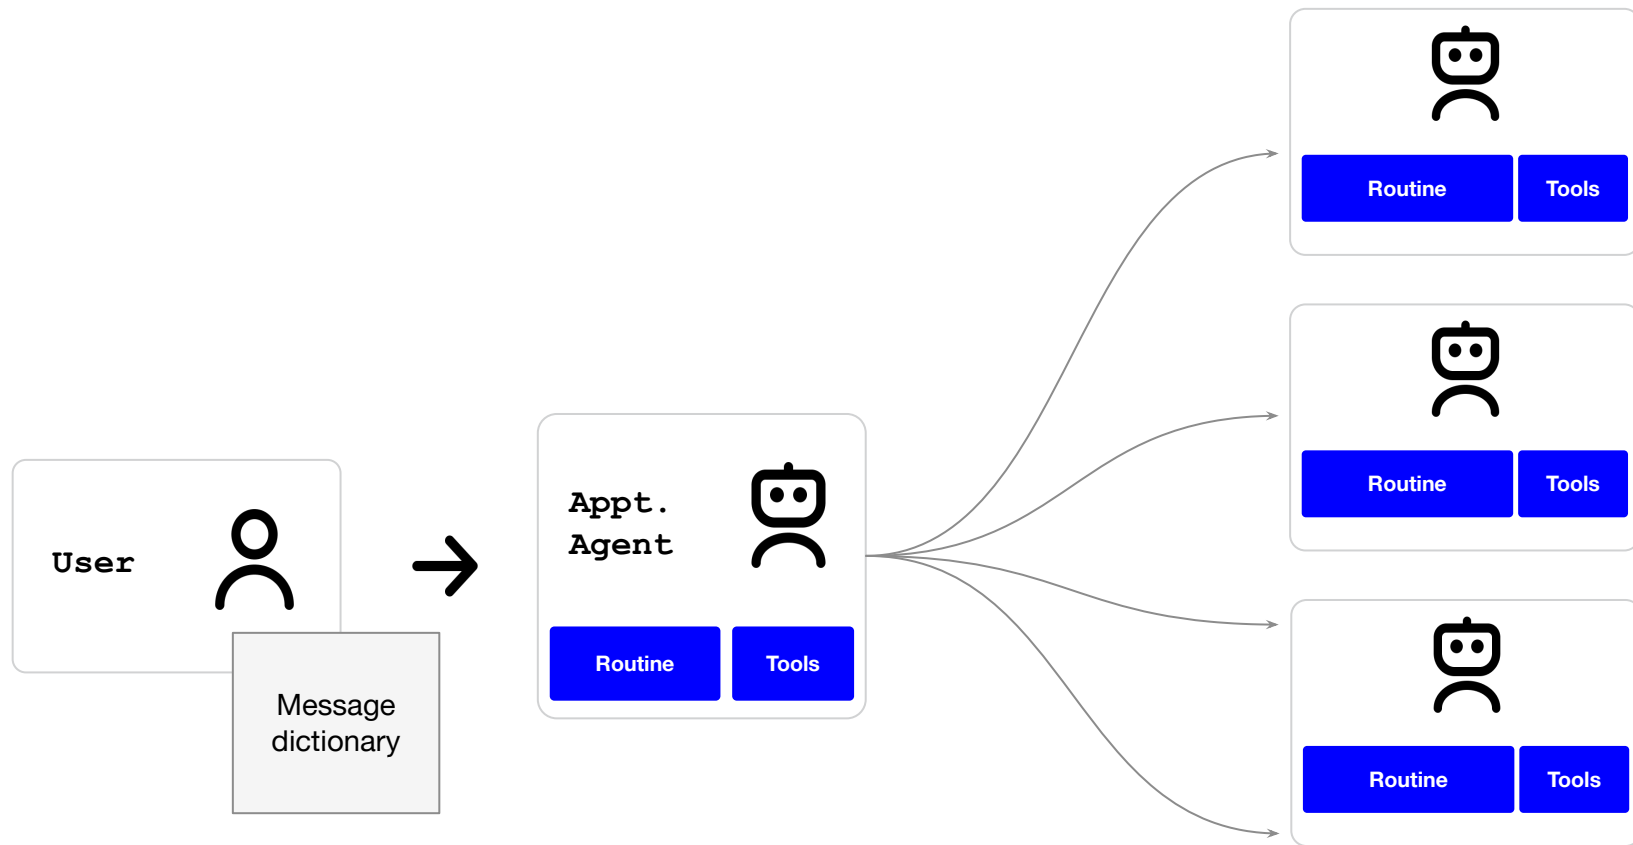 User
Message
dictionary
Appt.
Agent
Routine
Tools
Routine
Tools
Routine
Tools
Routine
Tools